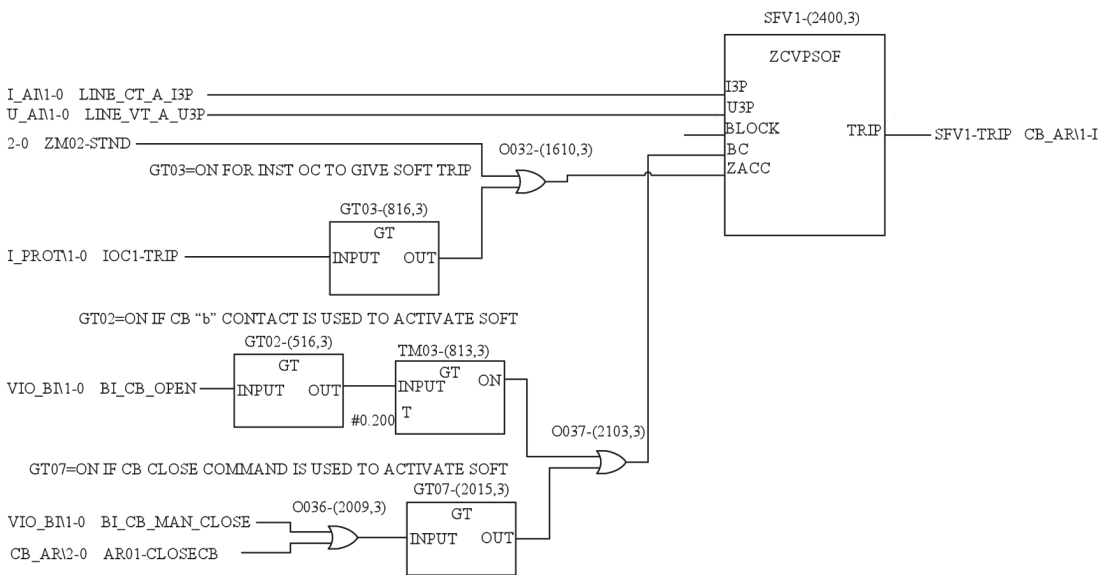 SFV1-(2400,3)
ZCVPSOF
I_AI\1-0 LINE_CT_A_I3P
I3P
U_AI\1-0 LINE_VT_A_U3P
U3P
BLOCK
TRIP
SFV1-TRIP CB_AR\1-I
2-0 ZM02-STND
O032-(1610,3)
BC
GT03=ON FOR INST OC TO GIVE SOFT TRIP
ZACC
GT03-(816,3)
GT
I_PROT\1-0 IOC1-TRIP
INPUT OUT
GT02=ON IF CB “b” CONTACT IS USED TO ACTIVATE SOFT
GT02-(516,3)
GT
TM03-(813,3)
GT
ON
VIO_BI\1-0 BI_CB_OPEN
INPUT OUT
INPUT
T
#0.200
O037-(2103,3)
GT07=ON IF CB CLOSE COMMAND IS USED TO ACTIVATE SOFT
GT07-(2015,3)
O036-(2009,3)
GT
VIO_BI\1-0 BI_CB_MAN_CLOSE
INPUT OUT
CB_AR\2-0 AR01-CLOSECB